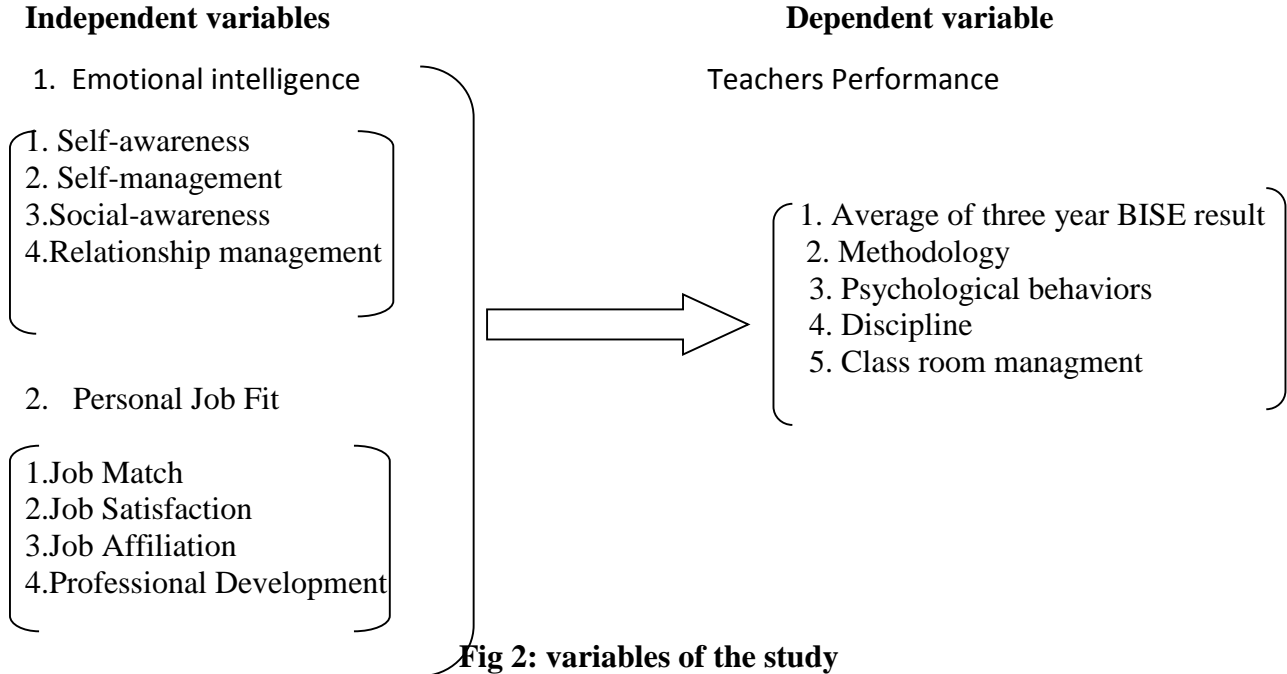 Independent variables
Dependent variable
1. Emotional intelligence
Teachers Performance
1. Self-awareness
2. Self-management
3.Social-awareness
4.Relationship management
1. Average of three year BISE result
2. Methodology
3. Psychological behaviors
4. Discipline
5. Class room managment
2. Personal Job Fit
1.Job Match
2.Job Satisfaction
3.Job Affiliation
4.Professional Development
Fig 2: variables of the study